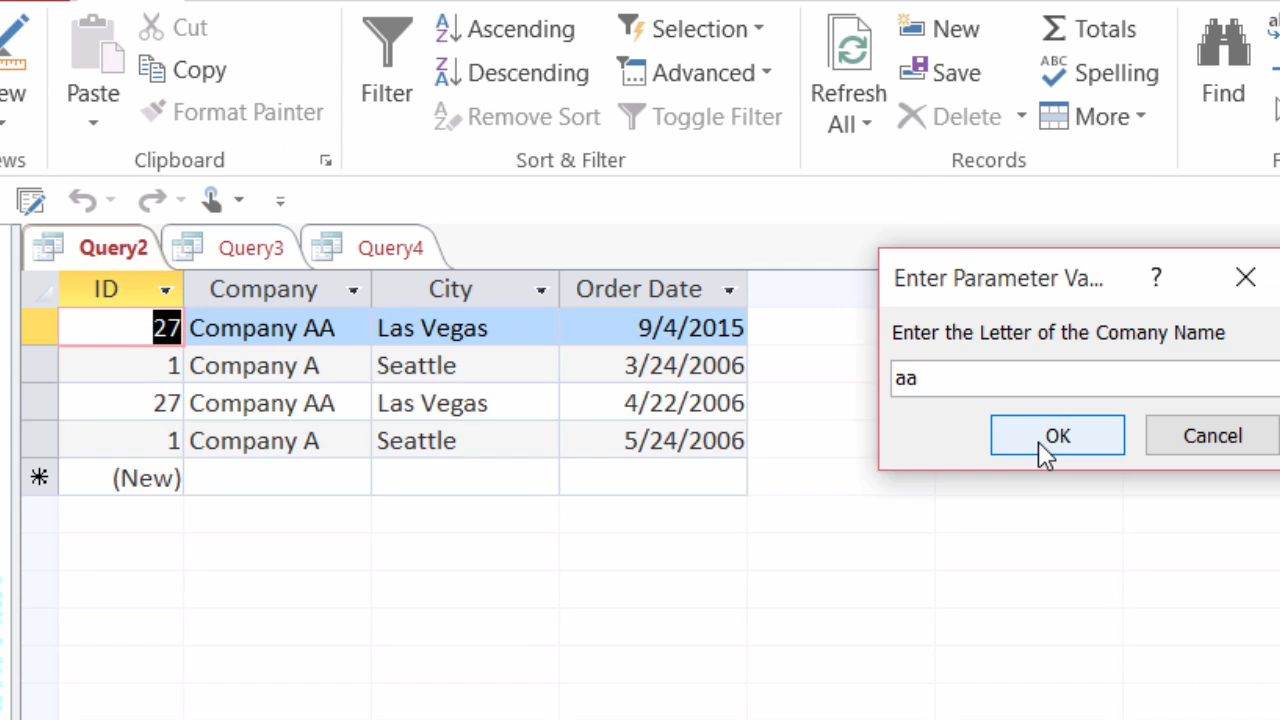 ew
Paste
Cut
Copy
Format Painter
Clipboard
Filter
Ascending
Descending
Remove Sort
Selection
Advanced
Toggle Filter
Sort & Filter
Refresh
All
New
Save
Delete
Totals
ABC
Spelling
More
Records
Find
ews
ab
F
Query2 Query3 Query4
ID Company City Order Date
27 Company AA Las Vegas 9/4/2015
1 Company A Seattle 3/24/2006
27 Company AA Las Vegas 4/22/2006
1 Company A Seattle 5/24/2006
(New)
Enter Parameter Va... ?
Enter the Letter of the Comany Name
aa
OK Cancel